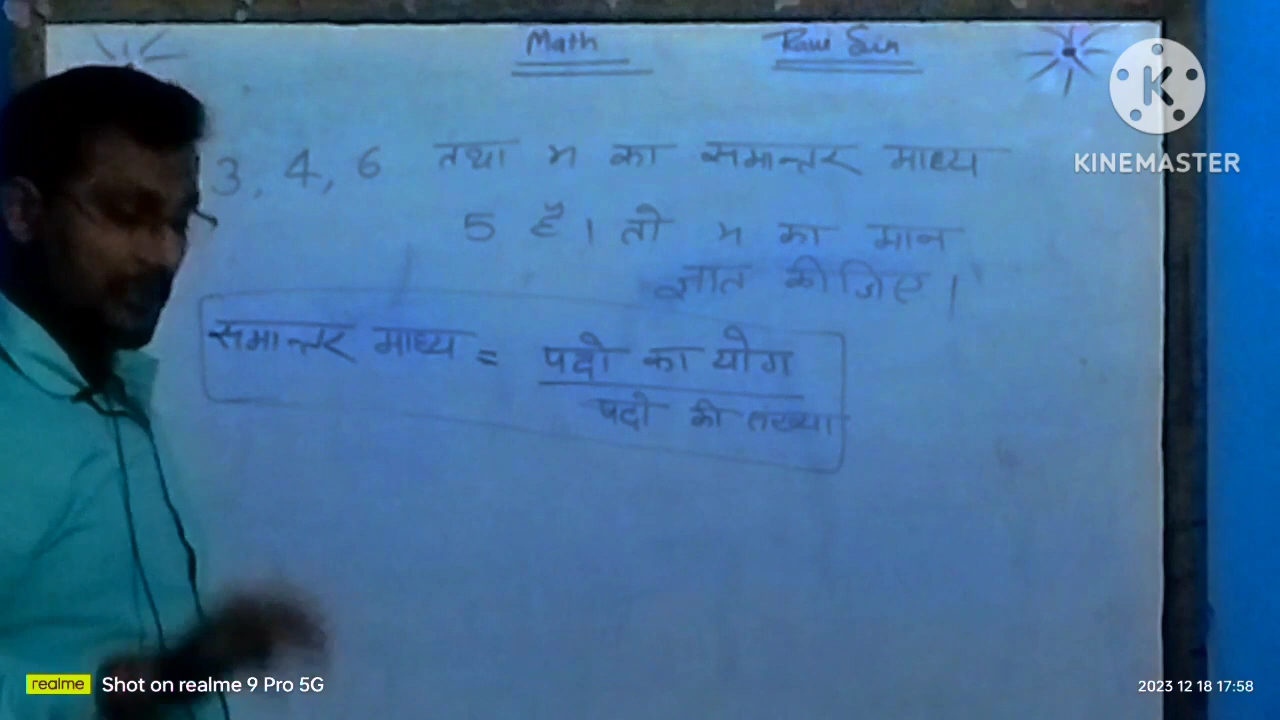 Math Ravi Sir
3, 4, 6 तथा x का समान्तर माध्य
5 है। तो x का मान
ज्ञात कीजिए।
समान्तर माध्य = पदो का योग
पदो की संख्या
K
KINEMASTER
realme Shot on realme 9 Pro 5G
2023 12 18 17:58